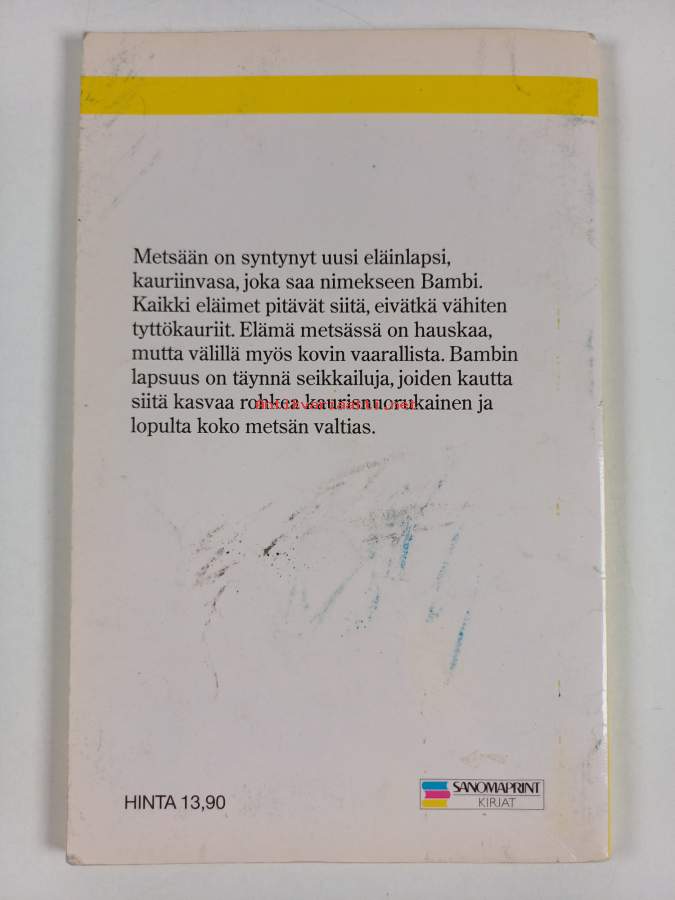 Metsään on syntynyt uusi eläinlapsi,
kauriinvasa, joka saa nimekseen Bambi.
Kaikki eläimet pitävät siitä, eivätkä vähiten
tyttökauriit. Elämä metsässä on hauskaa,
mutta välillä myös kovin vaarallista. Bambin
lapsuus on täynnä seikkailuja, joiden kautta
siitä kasvaa rohkea kaurisnuorukainen ja
antikvariaatti.net
lopulta koko metsän valtias.
HINTA 13,90
SANOMAPRINT
KIRJAT